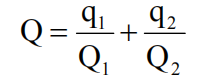 Q = q₁/Q₁ + q₂/Q₂